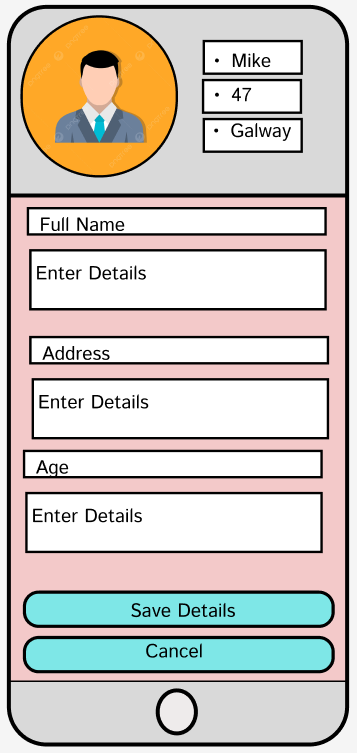 • Mike
• 47
• Galway
Full Name
Enter Details
Address
Enter Details
Age
Enter Details
Save Details
Cancel